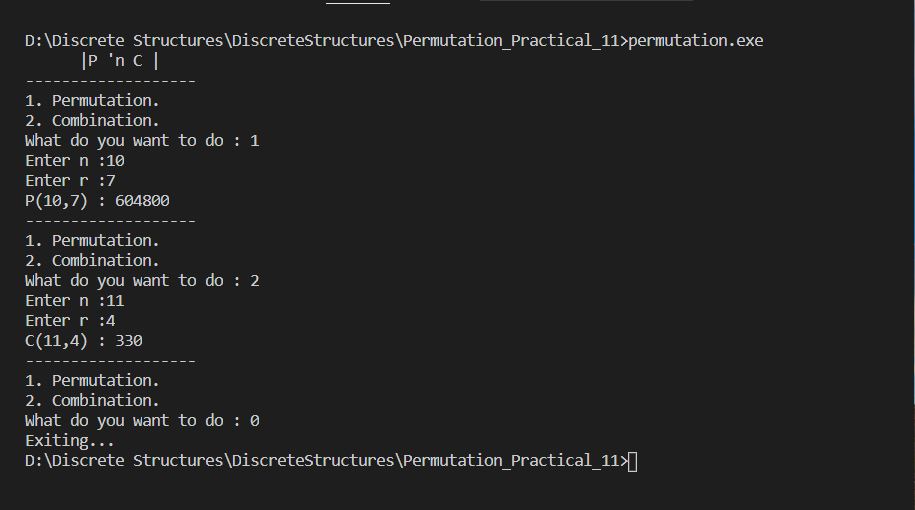 D:\Discrete Structures\DiscreteStructures\Permutation_Practical_11>permutation.exe
      |P 'n C |
-------------------
1. Permutation.
2. Combination.
What do you want to do : 1
Enter n :10
Enter r :7
P(10,7) : 604800
-------------------
1. Permutation.
2. Combination.
What do you want to do : 2
Enter n :11
Enter r :4
C(11,4) : 330
-------------------
1. Permutation.
2. Combination.
What do you want to do : 0
Exiting...
D:\Discrete Structures\DiscreteStructures\Permutation_Practical_11>